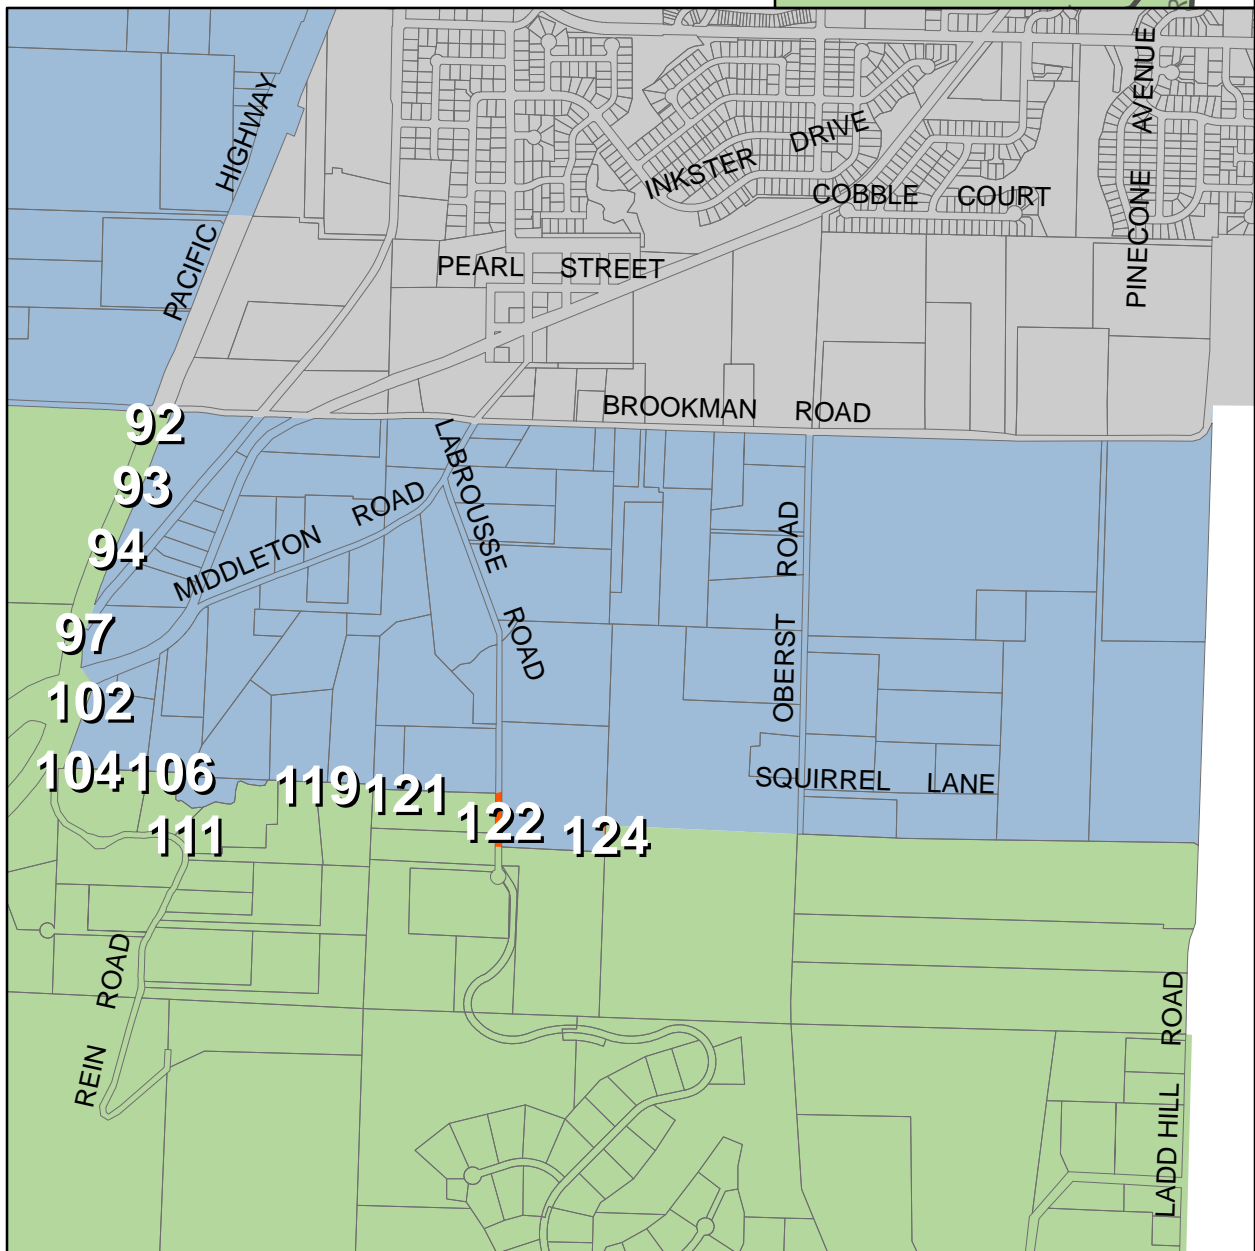 PINECONE AVENUE
PACIFIC HIGHWAY
INKSTER DRIVE
COBBLE COURT
PEARL STREET
BROOKMAN ROAD
92
93
94
97
102
104
106
111
119
121
122
124
LABROUSSE ROAD
MIDDLETON ROAD
OBERST ROAD
SQUIRREL LANE
REIN ROAD
LADD HILL ROAD